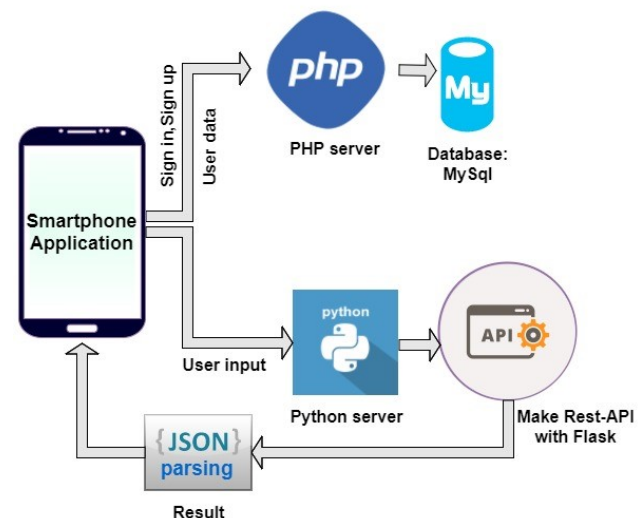 php
PHP server
My
Database:
MySql
Sign in,Sign up
User data
Smartphone
Application
User input
python
Python server
API
Make Rest-API
with Flask
{JSON}
parsing
Result